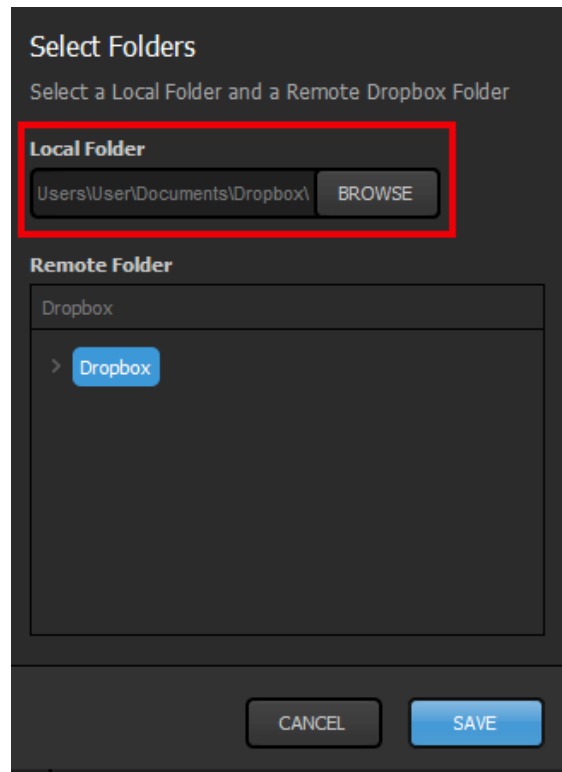 Select Folders
Select a Local Folder and a Remote Dropbox Folder
Local Folder
Users\User\Documents\Dropbox\ BROWSE
Remote Folder
Dropbox
Dropbox
CANCEL SAVE